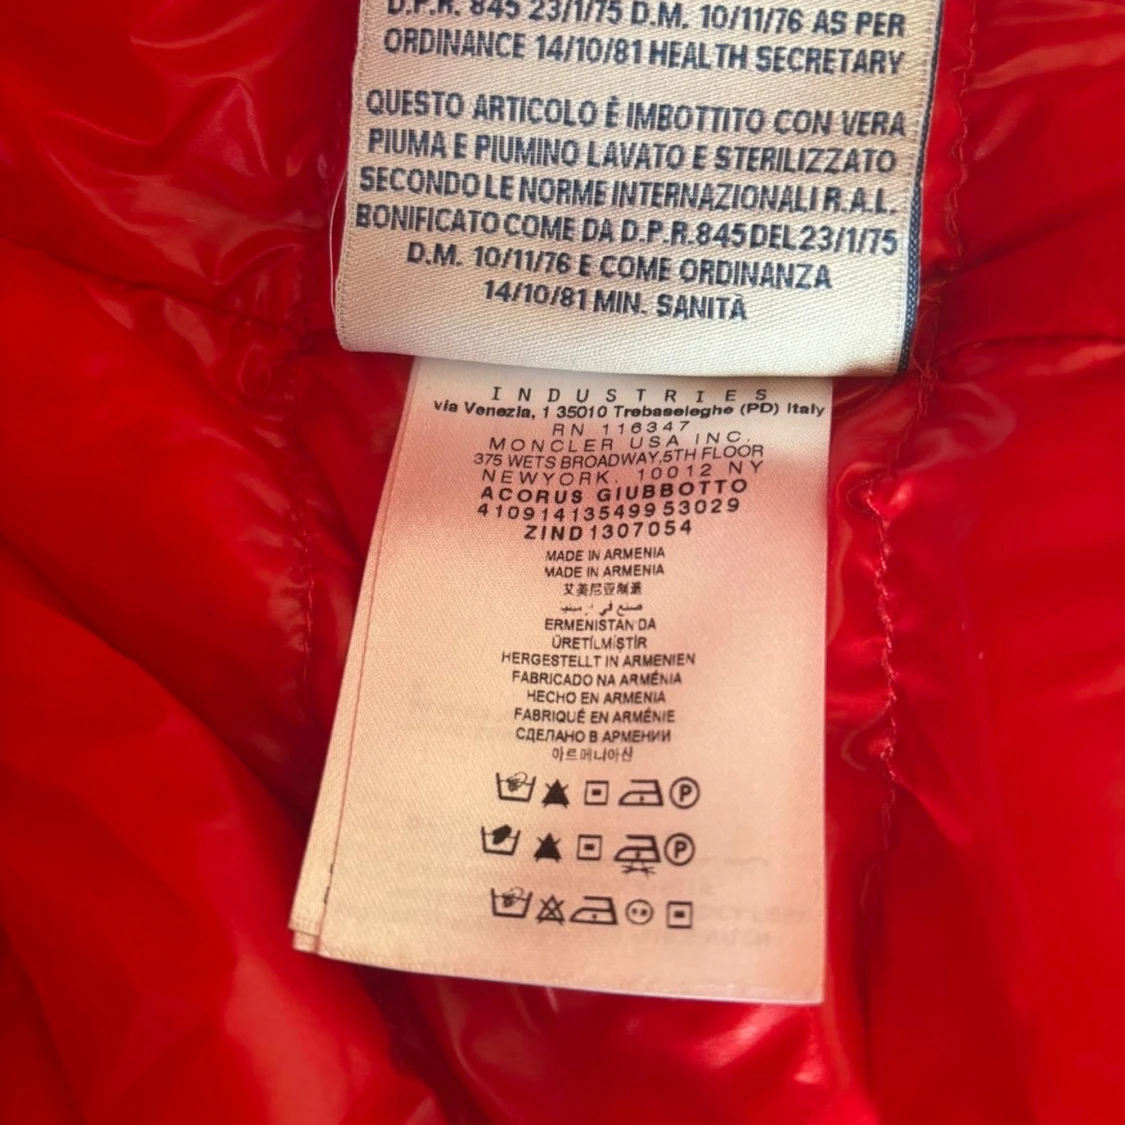 D.P.R. 845 23/1/75 D.M. 10/11/76 AS PER
ORDINANCE 14/10/81 HEALTH SECRETARY
QUESTO ARTICOLO È IMBOTTITO CON VERA
PIUMA E PIUMINO LAVATO E STERILIZZATO
SECONDO LE NORME INTERNAZIONALI R.A.L.
BONIFICATO COME DA D.P.R. 845 DEL 23/1/75
D.M. 10/11/76 E COME ORDINANZA
14/10/81 MIN. SANITÀ
INDUSTRIES
via Venezia, 1 35010 Trebaseleghe (PD) Italy
RN 116347
MONCLER USA INC.
375 WETS BROADWAY, 5TH FLOOR
NEWYORK, 10012 NY
ACORUS GIUBBOTTO
410914135499 53029
ZIND1307054
MADE IN ARMENIA
MADE IN ARMENIA
艾美尼亚制造
صنع في
ERMENISTAN'DA
ÜRETİLMİŞTİR
HERGESTELLT IN ARMENIEN
FABRICADO NA ARMÉNIA
HECHO EN ARMENIA
FABRIQUÉ EN ARMÉNIE
СДЕЛАНО В АРМЕНИИ
아르메니아산
P
P